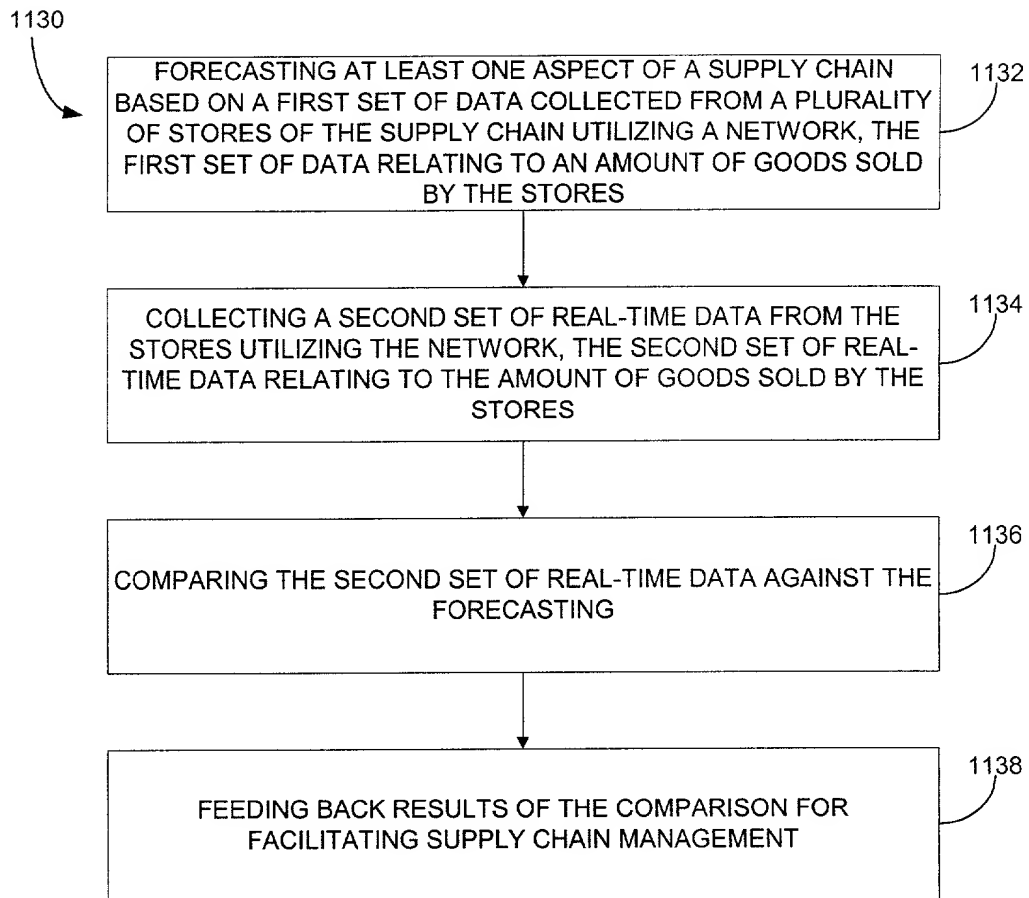 1130
FORECASTING AT LEAST ONE ASPECT OF A SUPPLY CHAIN
BASED ON A FIRST SET OF DATA COLLECTED FROM A PLURALITY
OF STORES OF THE SUPPLY CHAIN UTILIZING A NETWORK, THE
FIRST SET OF DATA RELATING TO AN AMOUNT OF GOODS SOLD
BY THE STORES
1132
COLLECTING A SECOND SET OF REAL-TIME DATA FROM THE
STORES UTILIZING THE NETWORK, THE SECOND SET OF REAL-
TIME DATA RELATING TO THE AMOUNT OF GOODS SOLD BY THE
STORES
1134
COMPARING THE SECOND SET OF REAL-TIME DATA AGAINST THE
FORECASTING
1136
FEEDING BACK RESULTS OF THE COMPARISON FOR
FACILITATING SUPPLY CHAIN MANAGEMENT
1138